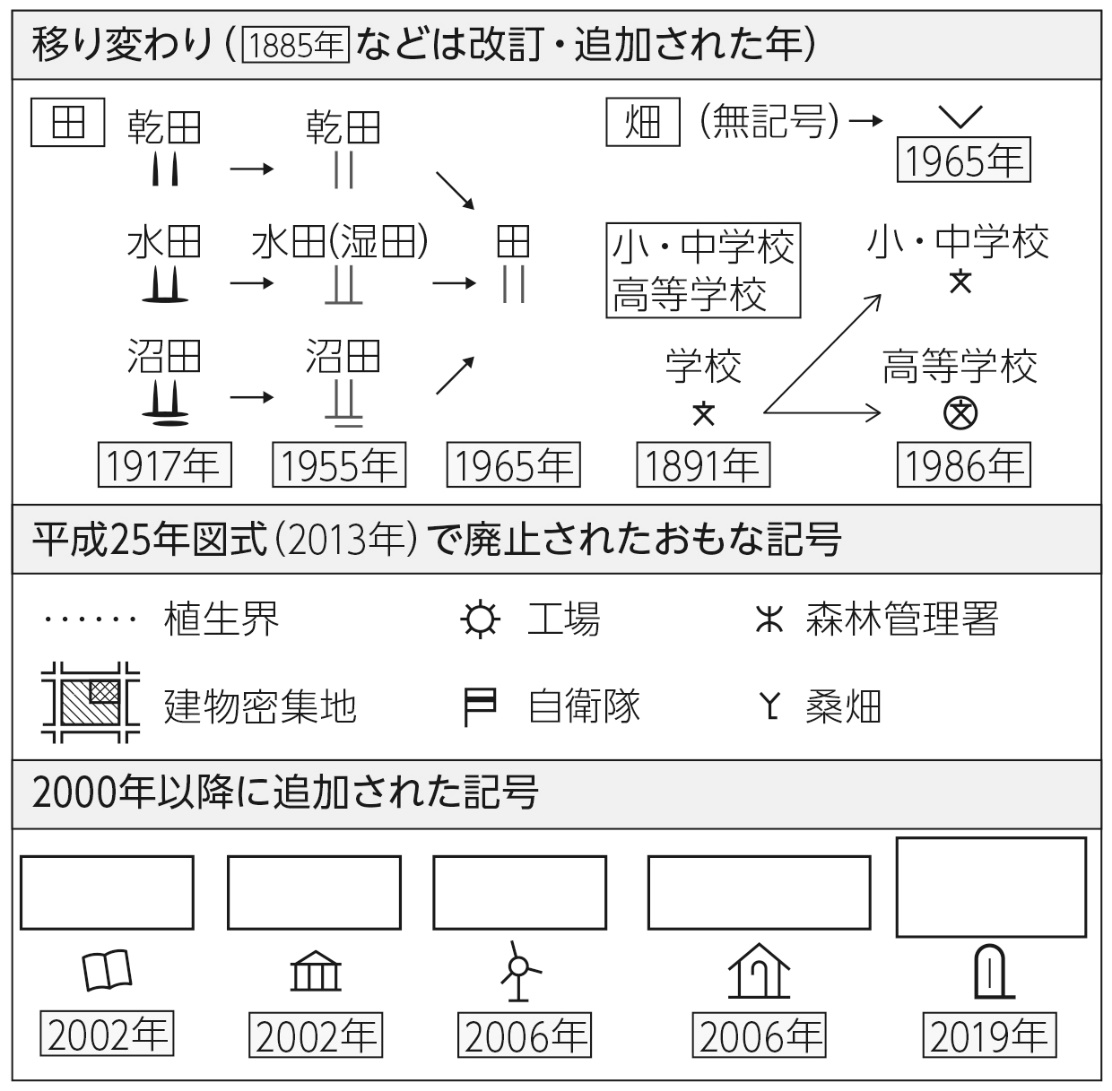 移り変わり(1885年などは改訂・追加された年)
田
乾田
乾田
水田
水田(湿田)
田
沼田
沼田
1917年
1955年
1965年
畑
(無記号)
1965年
小・中学校
高等学校
小・中学校
学校
高等学校
文
文
文
1891年
1986年
平成25年図式(2013年)で廃止されたおもな記号
植生界
工場
森林管理署
建物密集地
自衛隊
桑畑
2000年以降に追加された記号
2002年
2002年
2006年
2006年
2019年